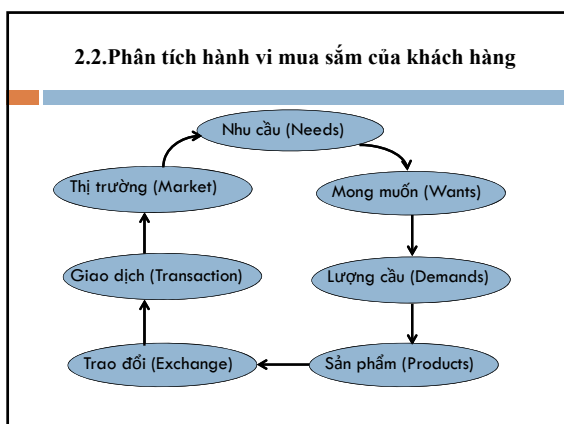 2.2.Phân tích hành vi mua sắm của khách hàng
Nhu cầu (Needs)
Thị trường (Market)
Mong muốn (Wants)
Giao dịch (Transaction)
Lượng cầu (Demands)
Trao đổi (Exchange)
Sản phẩm (Products)